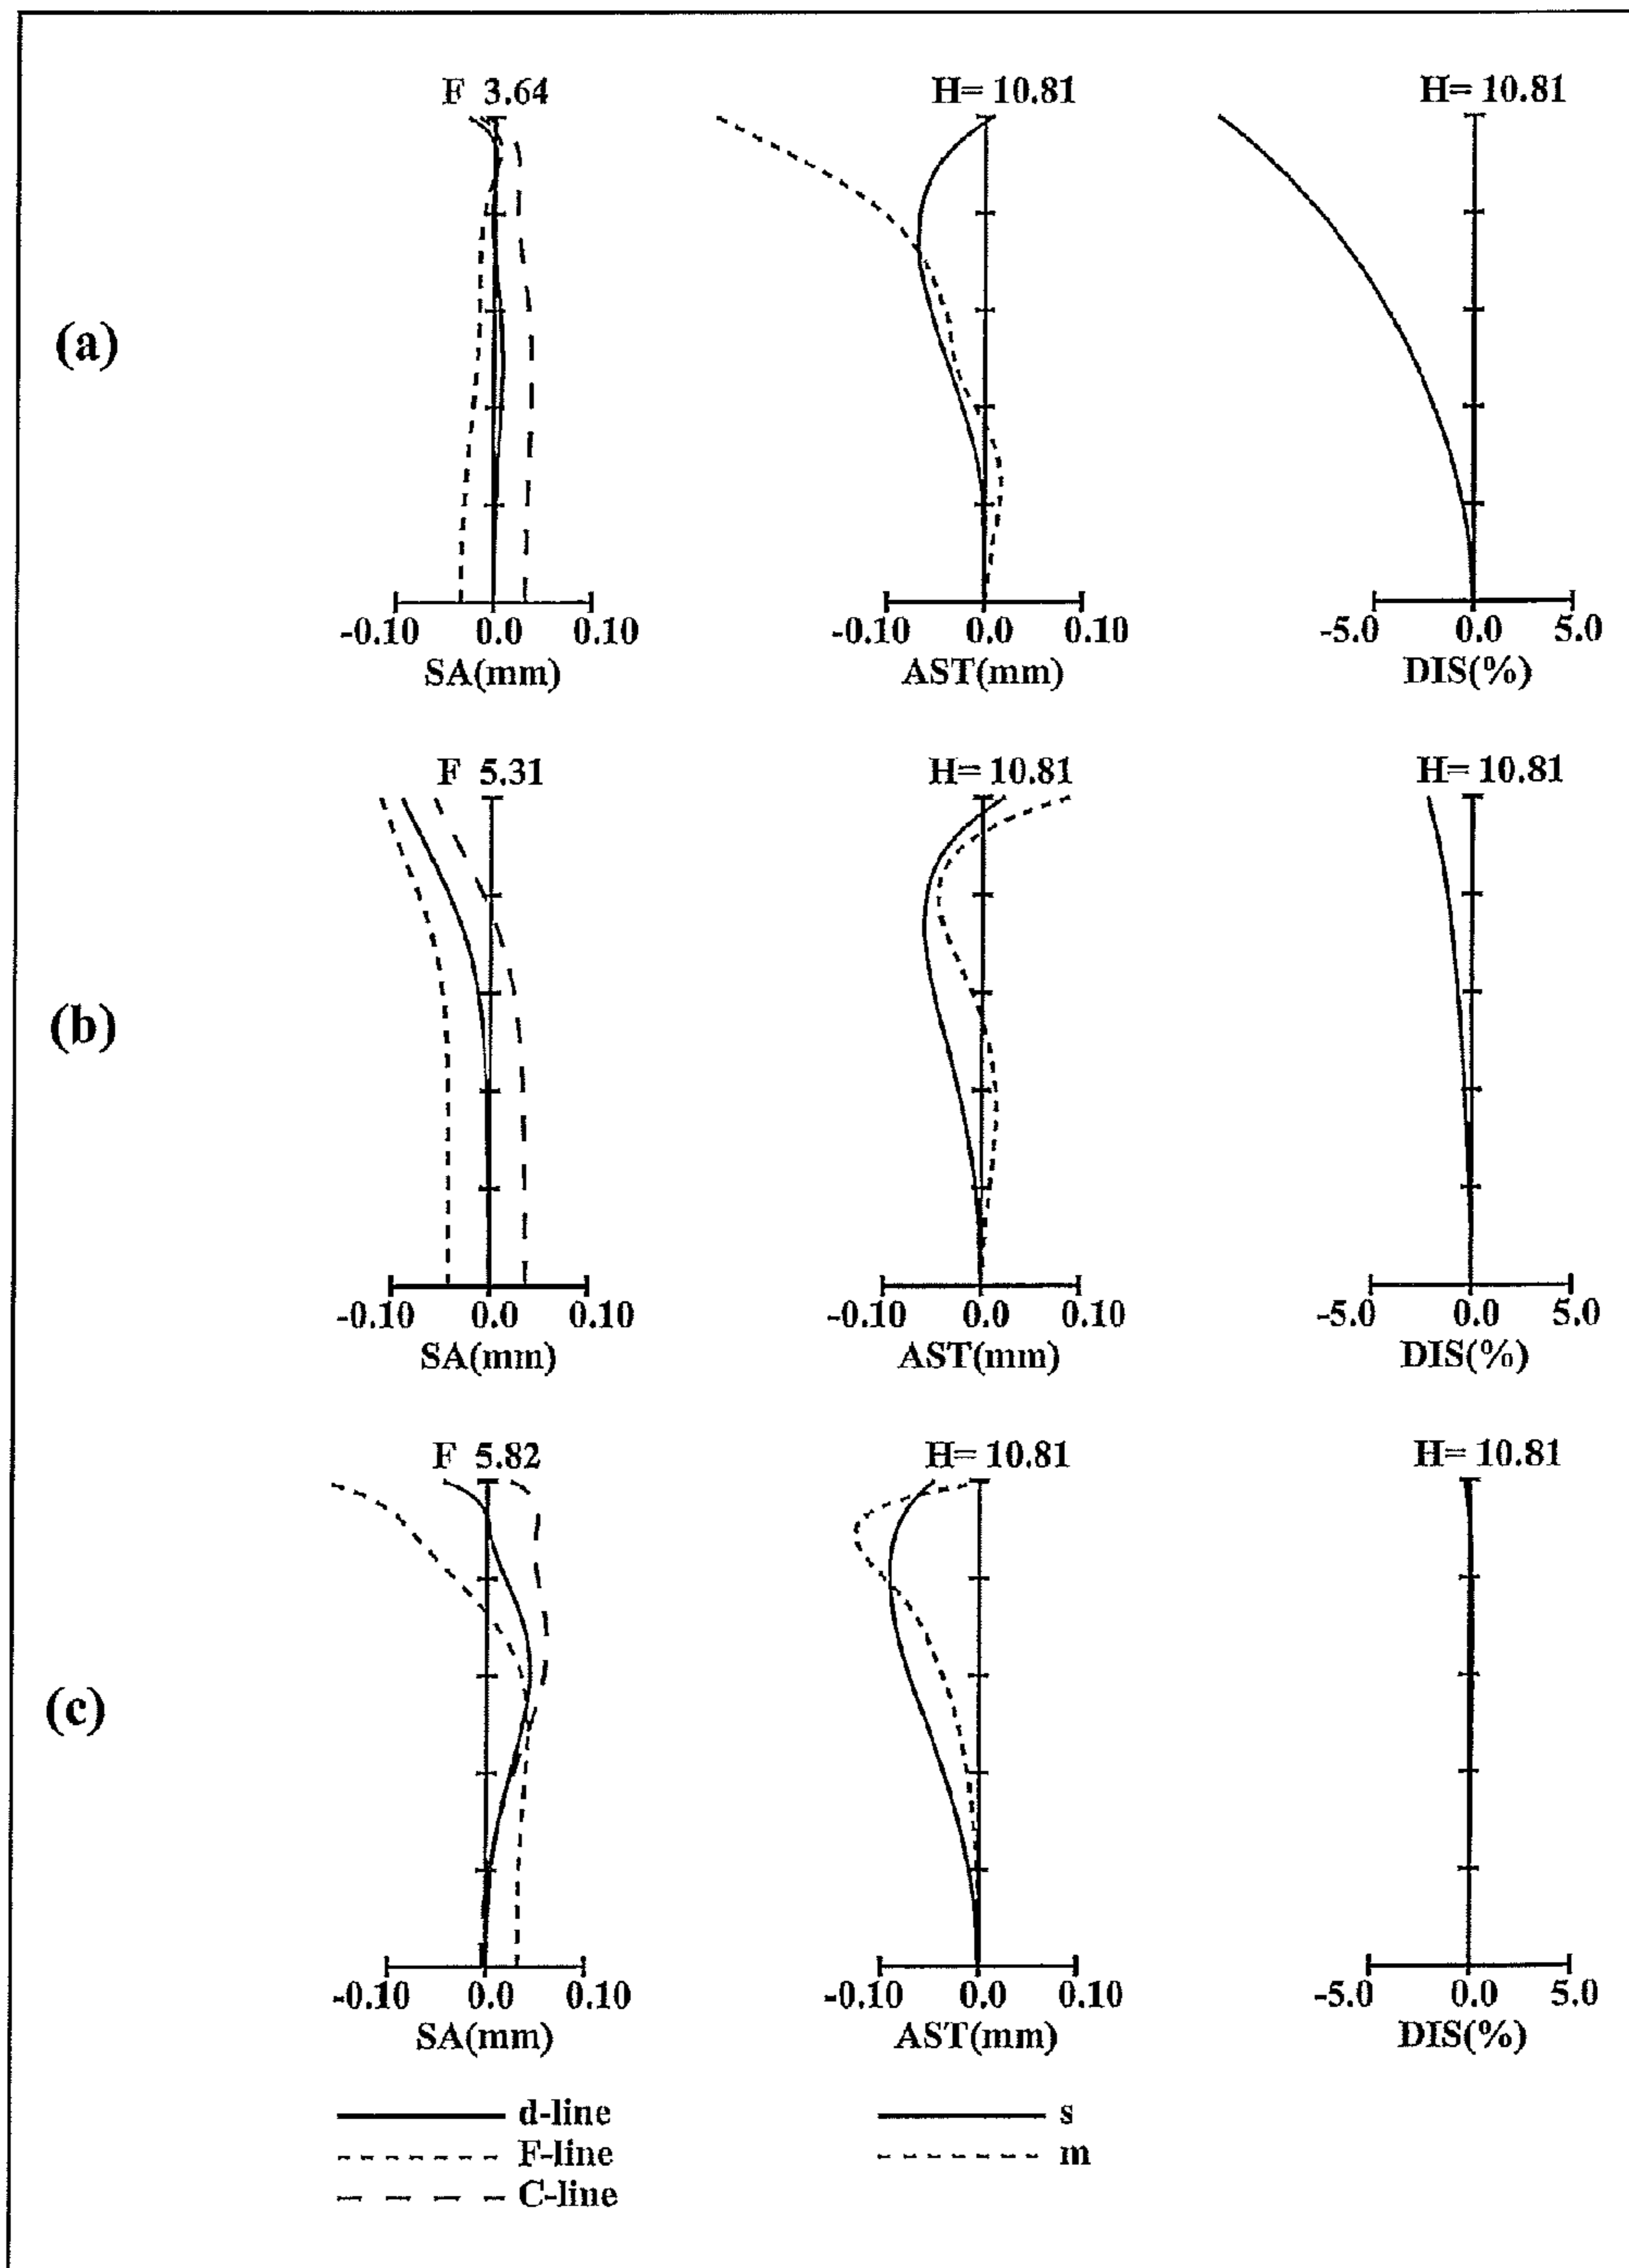 F 3.64 H= 10.81 H= 10.81
(a)
-0.10 0.0 0.10 -0.10 0.0 0.10 -5.0 0.0 5.0
SA(mm) AST(mm) DIS(%)
F 5.31 H= 10.81 H= 10.81
(b)
-0.10 0.0 0.10 -0.10 0.0 0.10 -5.0 0.0 5.0
SA(mm) AST(mm) DIS(%)
F 5.82 H= 10.81 H= 10.81
(c)
-0.10 0.0 0.10 -0.10 0.0 0.10 -5.0 0.0 5.0
SA(mm) AST(mm) DIS(%)
d-line s
F-line m
C-line